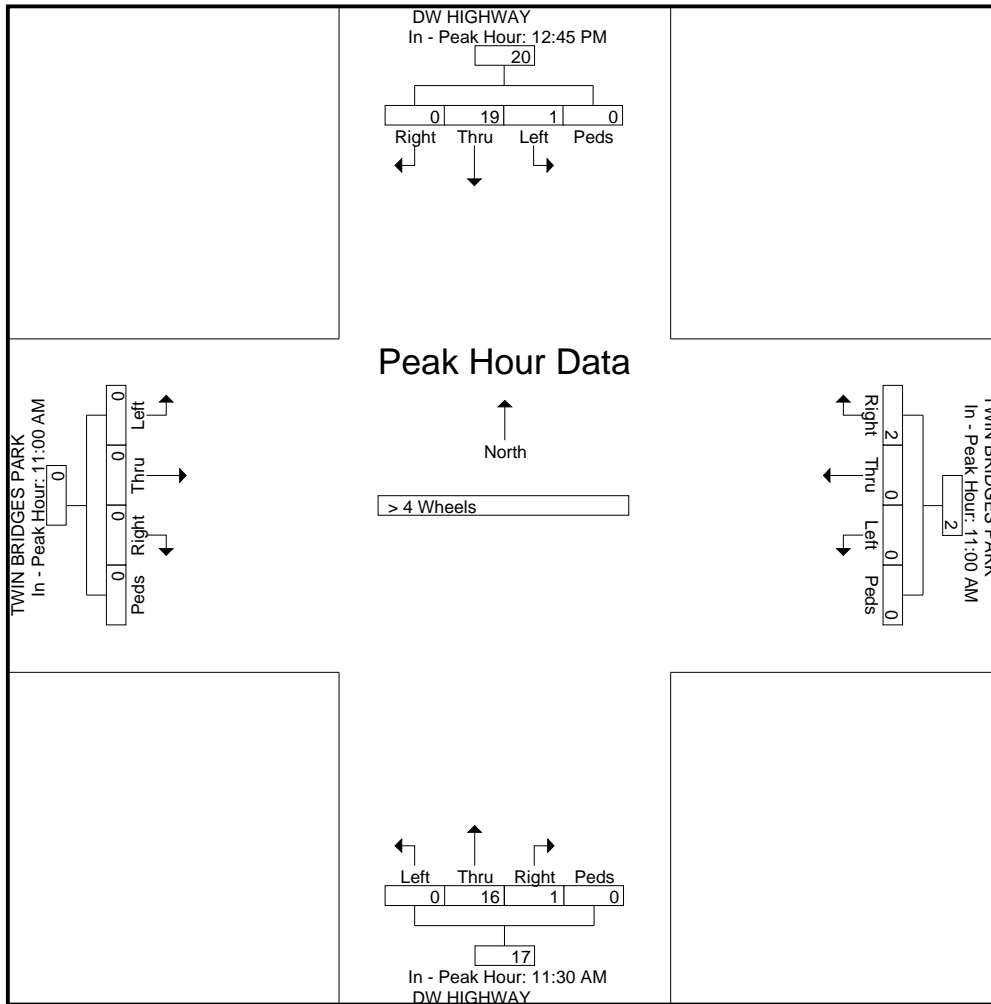 DW HIGHWAY
In - Peak Hour: 12:45 PM
20
0 19 1 0
Right Thru Left Peds
Peak Hour Data
North
> 4 Wheels
TWIN BRIDGES PARK
In - Peak Hour: 11:00 AM
0
0 0 0 0
Left Thru Right Peds
TWIN BRIDGES PARK
In - Peak Hour: 11:00 AM
2
2 0 0 0
Right Thru Left Peds
Left Thru Right Peds
0 16 1 0
17
In - Peak Hour: 11:30 AM
DW HIGHWAY